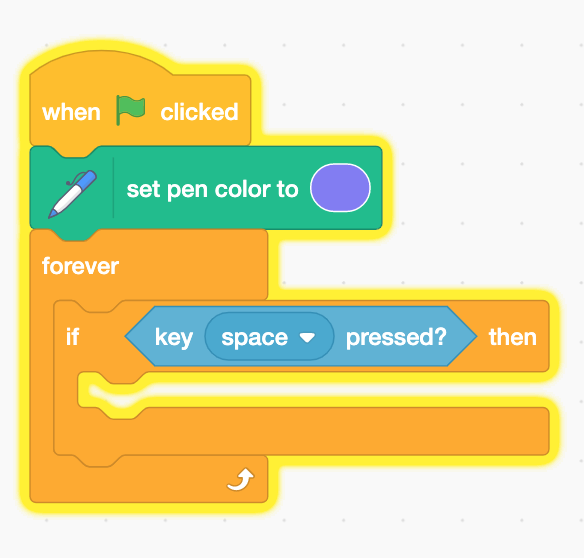 when clicked
set pen color to
forever
if key space pressed? then